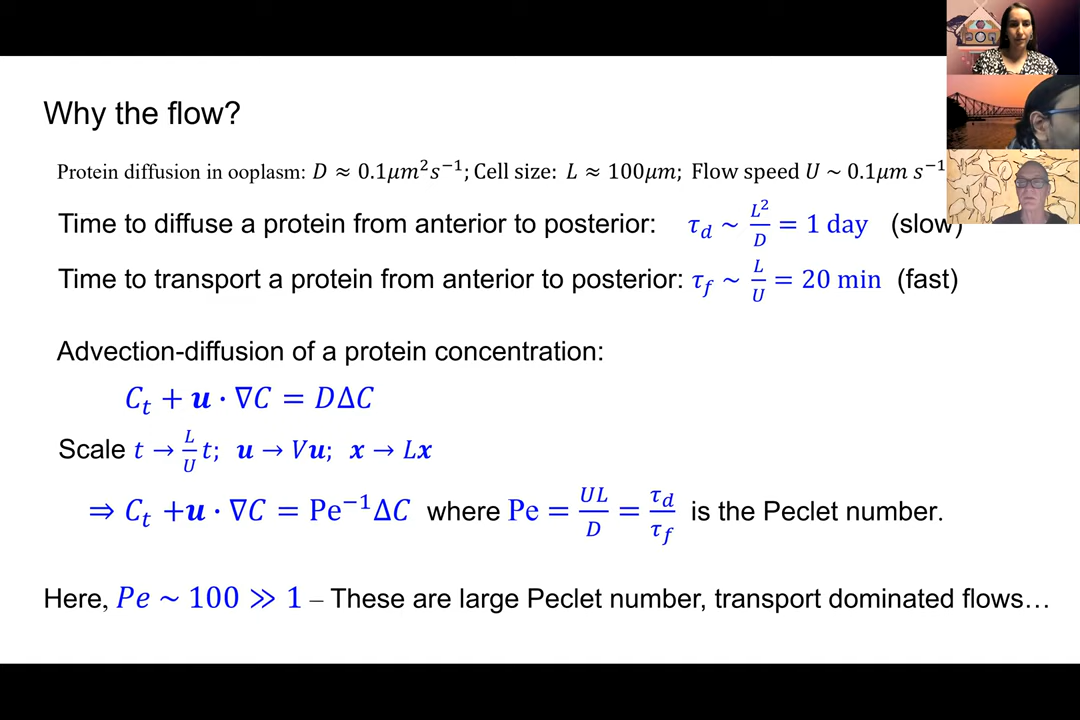 Why the flow?
Protein diffusion in ooplasm: D ≈ 0.1μm²s⁻¹; Cell size: L ≈ 100μm; Flow speed U ~ 0.1μm s⁻¹
Time to diffuse a protein from anterior to posterior: τ_d ~ L²/D = 1 day (slow)
Time to transport a protein from anterior to posterior: τ_f ~ L/U = 20 min (fast)
Advection-diffusion of a protein concentration:
C_t + u · ∇C = DΔC
Scale t → L/U t; u → Vu; x → Lx
⇒ C_t +u · ∇C = Pe⁻¹ΔC where Pe = UL/D = τ_d/τ_f is the Peclet number.
Here, Pe ~ 100 ≫ 1 – These are large Peclet number, transport dominated flows…